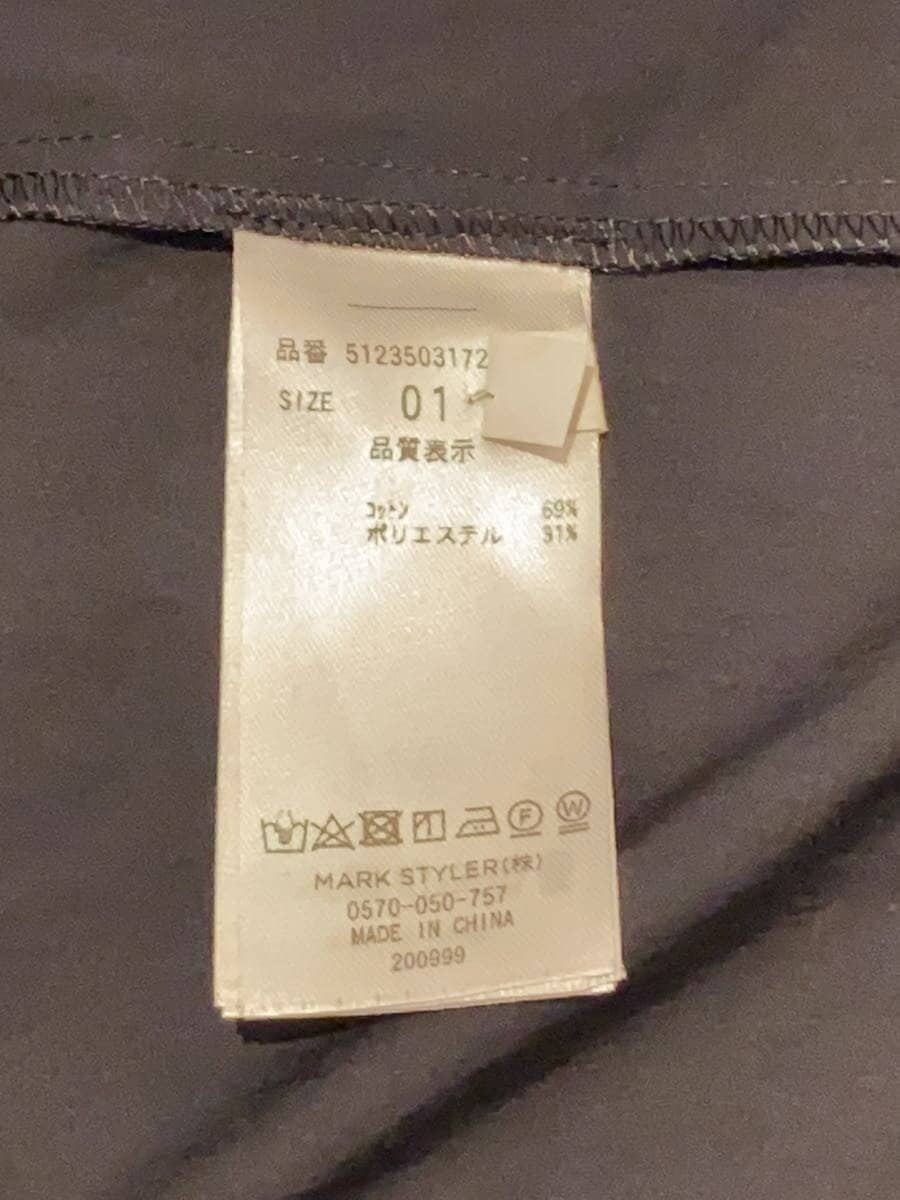 品番 5123503172
SIZE 01
品質表示
コットン 69%
ポリエステル 31%
F W
MARK STYLER(株)
0570-050-757
MADE IN CHINA
200999